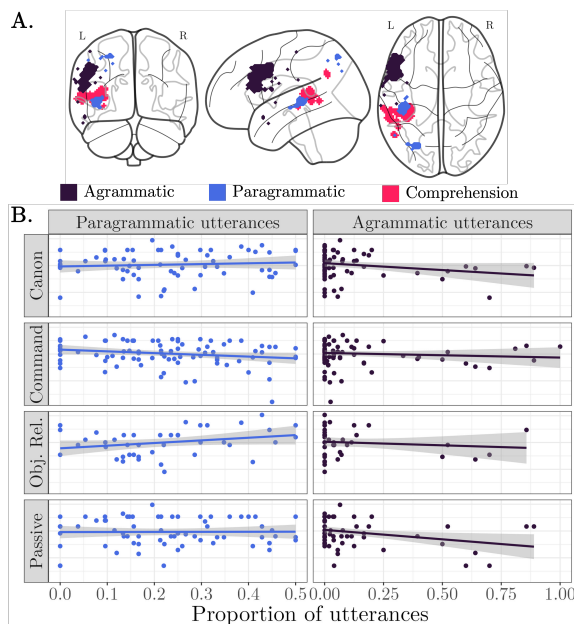 A.
L R L R
Agrammatic Paragrammatic Comprehension
B.
Paragrammatic utterances Agrammatic utterances
Canon
Command
Obj. Rel.
Passive
0.0 0.1 0.2 0.3 0.4 0.5 0.00 0.25 0.50 0.75 1.00
Proportion of utterances